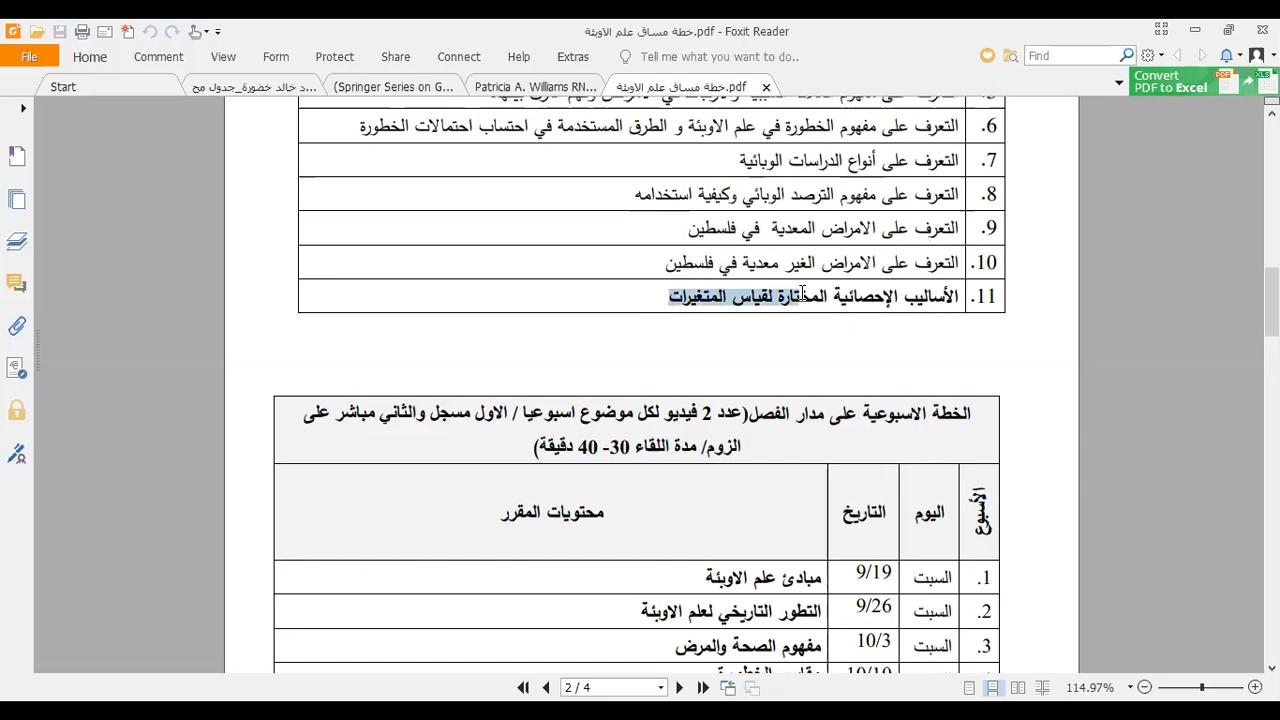 خطة مساق علم الاوبئة.pdf - Foxit Reader
File Home Comment View Form Protect Share Connect Help Extras Tell me what you want to do.. Find
Start د خالد خضورة_جدول مح... (Springer Series on G... Patricia A. Williams RN... خطة مساق علم الاوبئة.pdf
Convert
PDF to Excel
6. التعرف على مفهوم الخطورة في علم الاوبئة و الطرق المستخدمة في احتساب احتمالات الخطورة
7. التعرف على أنواع الدراسات الوبائية
8. التعرف على مفهوم الترصد الوبائي وكيفية استخدامه
9. التعرف على الامراض المعدية في فلسطين
10. التعرف على الامراض الغير معدية في فلسطين
11. الأساليب الإحصائية المختارة لقياس المتغيرات
الخطة الاسبوعية على مدار الفصل(عدد 2 فيديو لكل موضوع اسبوعيا / الاول مسجل والثاني مباشر على
الزوم/ مدة اللقاء 30- 40 دقيقة)
الأسبوع اليوم التاريخ محتويات المقرر
1. السبت 9/19 مبادئ علم الاوبئة
2. السبت 9/26 التطور التاريخي لعلم الاوبئة
3. السبت 10/3 مفهوم الصحة والمرض
2 / 4 114.97%